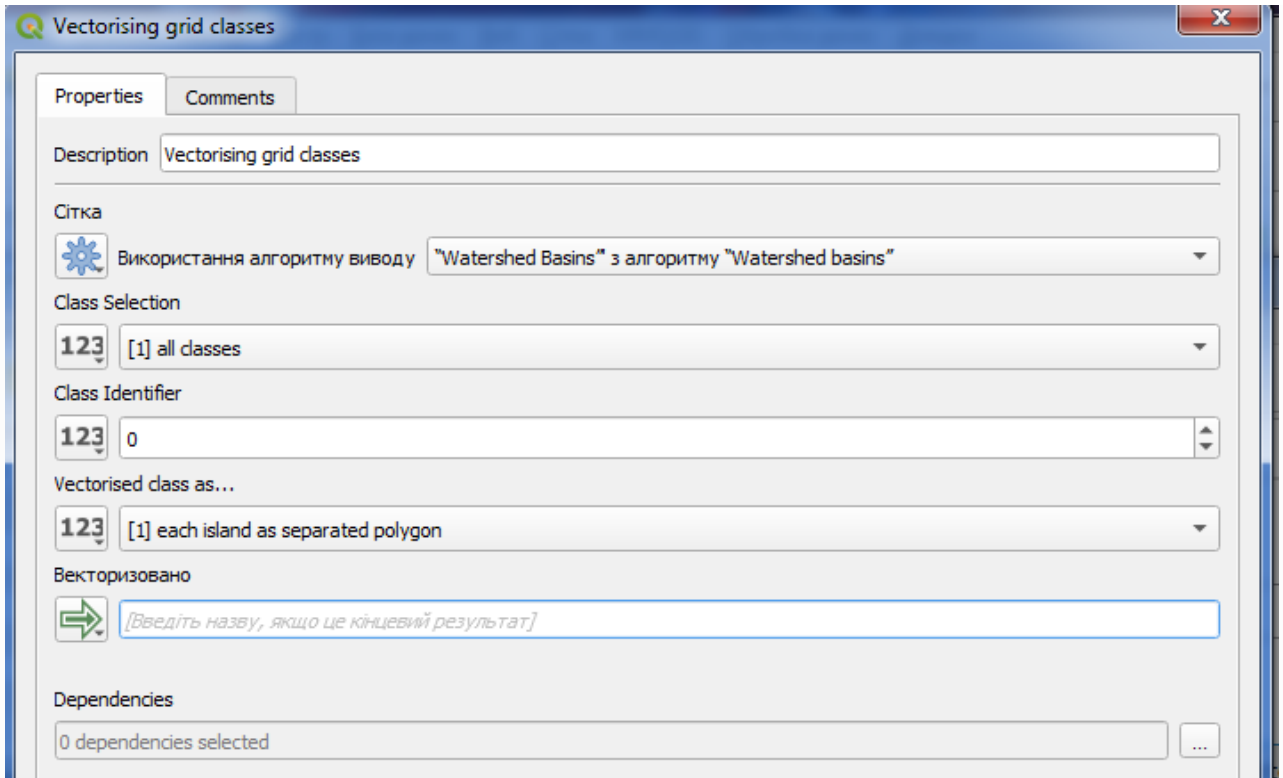 Vectorising grid classes
Properties Comments
Description Vectorising grid classes
Сітка
Використання алгоритму виводу "Watershed Basins" з алгоритму "Watershed basins"
Class Selection
123 [1] all classes
Class Identifier
123 0
Vectorised class as...
123 [1] each island as separated polygon
Векторизовано
[Введіть назву, якщо це кінцевий результат]
Dependencies
0 dependencies selected ...